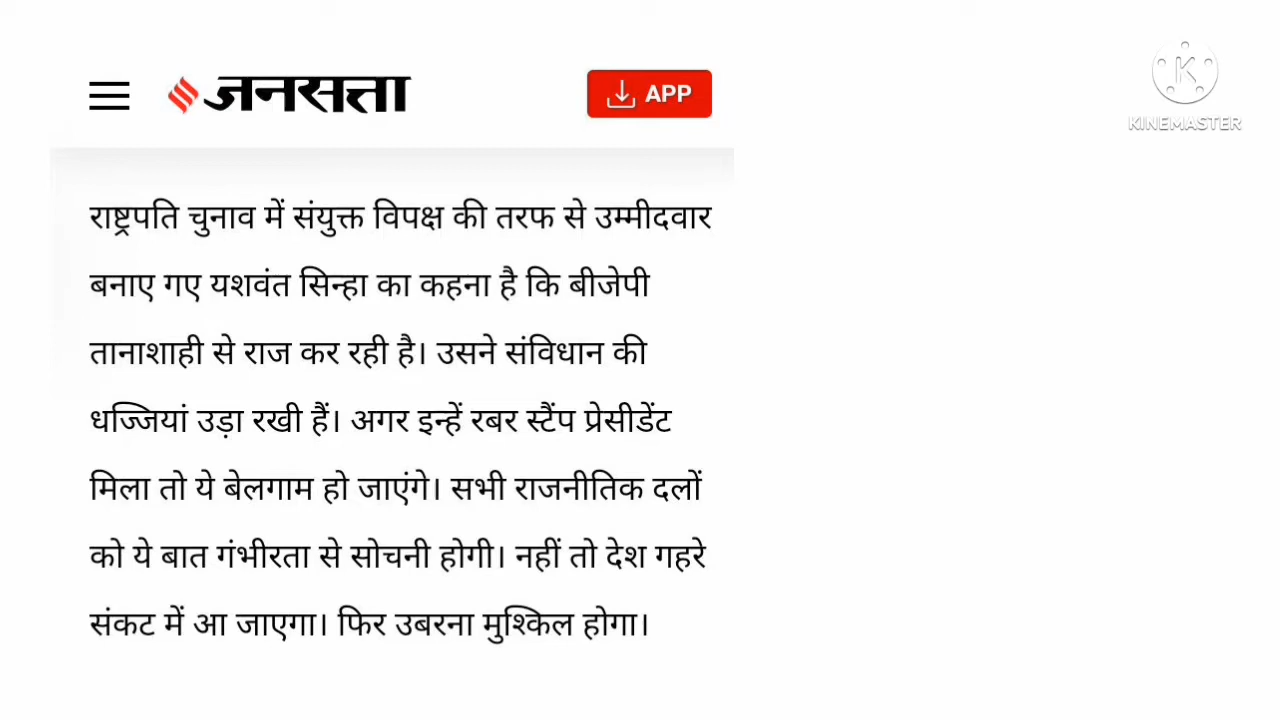 जनसत्ता
APP
KINEMASTER
राष्ट्रपति चुनाव में संयुक्त विपक्ष की तरफ से उम्मीदवार
बनाए गए यशवंत सिन्हा का कहना है कि बीजेपी
तानाशाही से राज कर रही है। उसने संविधान की
धज्जियां उड़ा रखी हैं। अगर इन्हें रबर स्टैंप प्रेसीडेंट
मिला तो ये बेलगाम हो जाएंगे। सभी राजनीतिक दलों
को ये बात गंभीरता से सोचनी होगी। नहीं तो देश गहरे
संकट में आ जाएगा। फिर उबरना मुश्किल होगा।